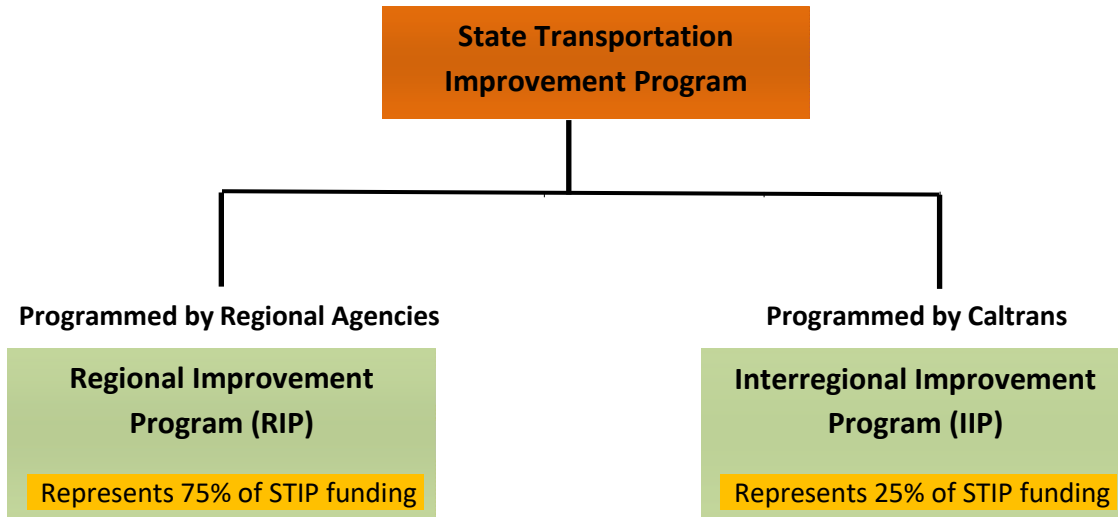 State Transportation
Improvement Program
Programmed by Regional Agencies
Regional Improvement
Program (RIP)
Represents 75% of STIP funding
Programmed by Caltrans
Interregional Improvement
Program (IIP)
Represents 25% of STIP funding